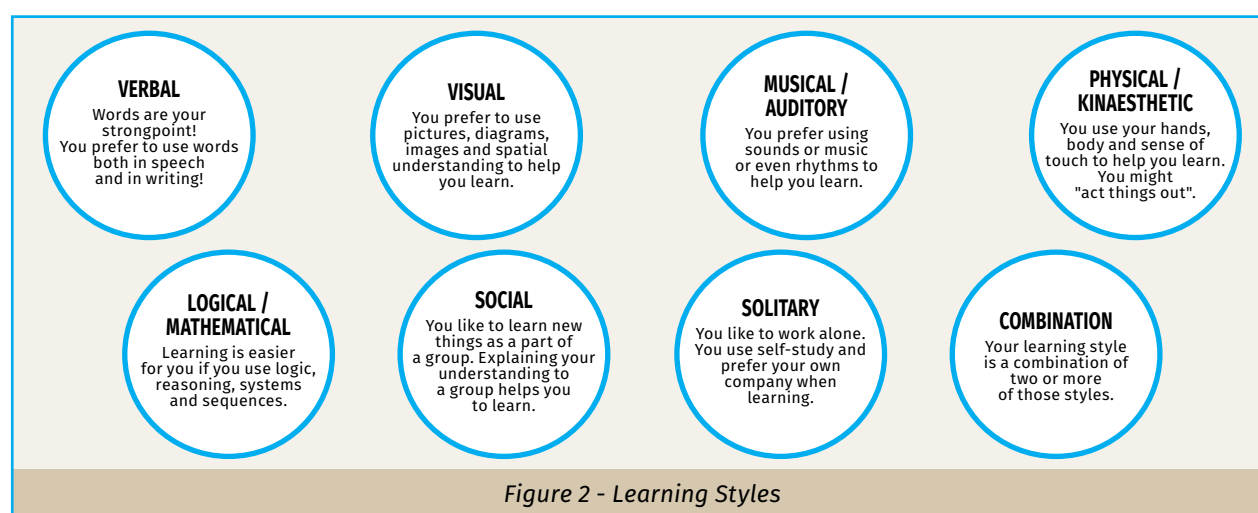 VERBAL
Words are your
strongpoint!
You prefer to use words
both in speech
and in writing!
VISUAL
You prefer to use
pictures, diagrams,
images and spatial
understanding to help
you learn.
MUSICAL /
AUDITORY
You prefer using
sounds or music
or even rhythms to
help you learn.
PHYSICAL /
KINAESTHETIC
You use your hands,
body and sense of
touch to help you learn.
You might
"act things out".
LOGICAL /
MATHEMATICAL
Learning is easier
for you if you use logic,
reasoning, systems
and sequences.
SOCIAL
You like to learn new
things as a part of
a group. Explaining your
understanding to
a group helps you
to learn.
SOLITARY
You like to work alone.
You use self-study and
prefer your own
company when
learning.
COMBINATION
Your learning style
is a combination of
two or more
of those styles.
Figure 2 - Learning Styles